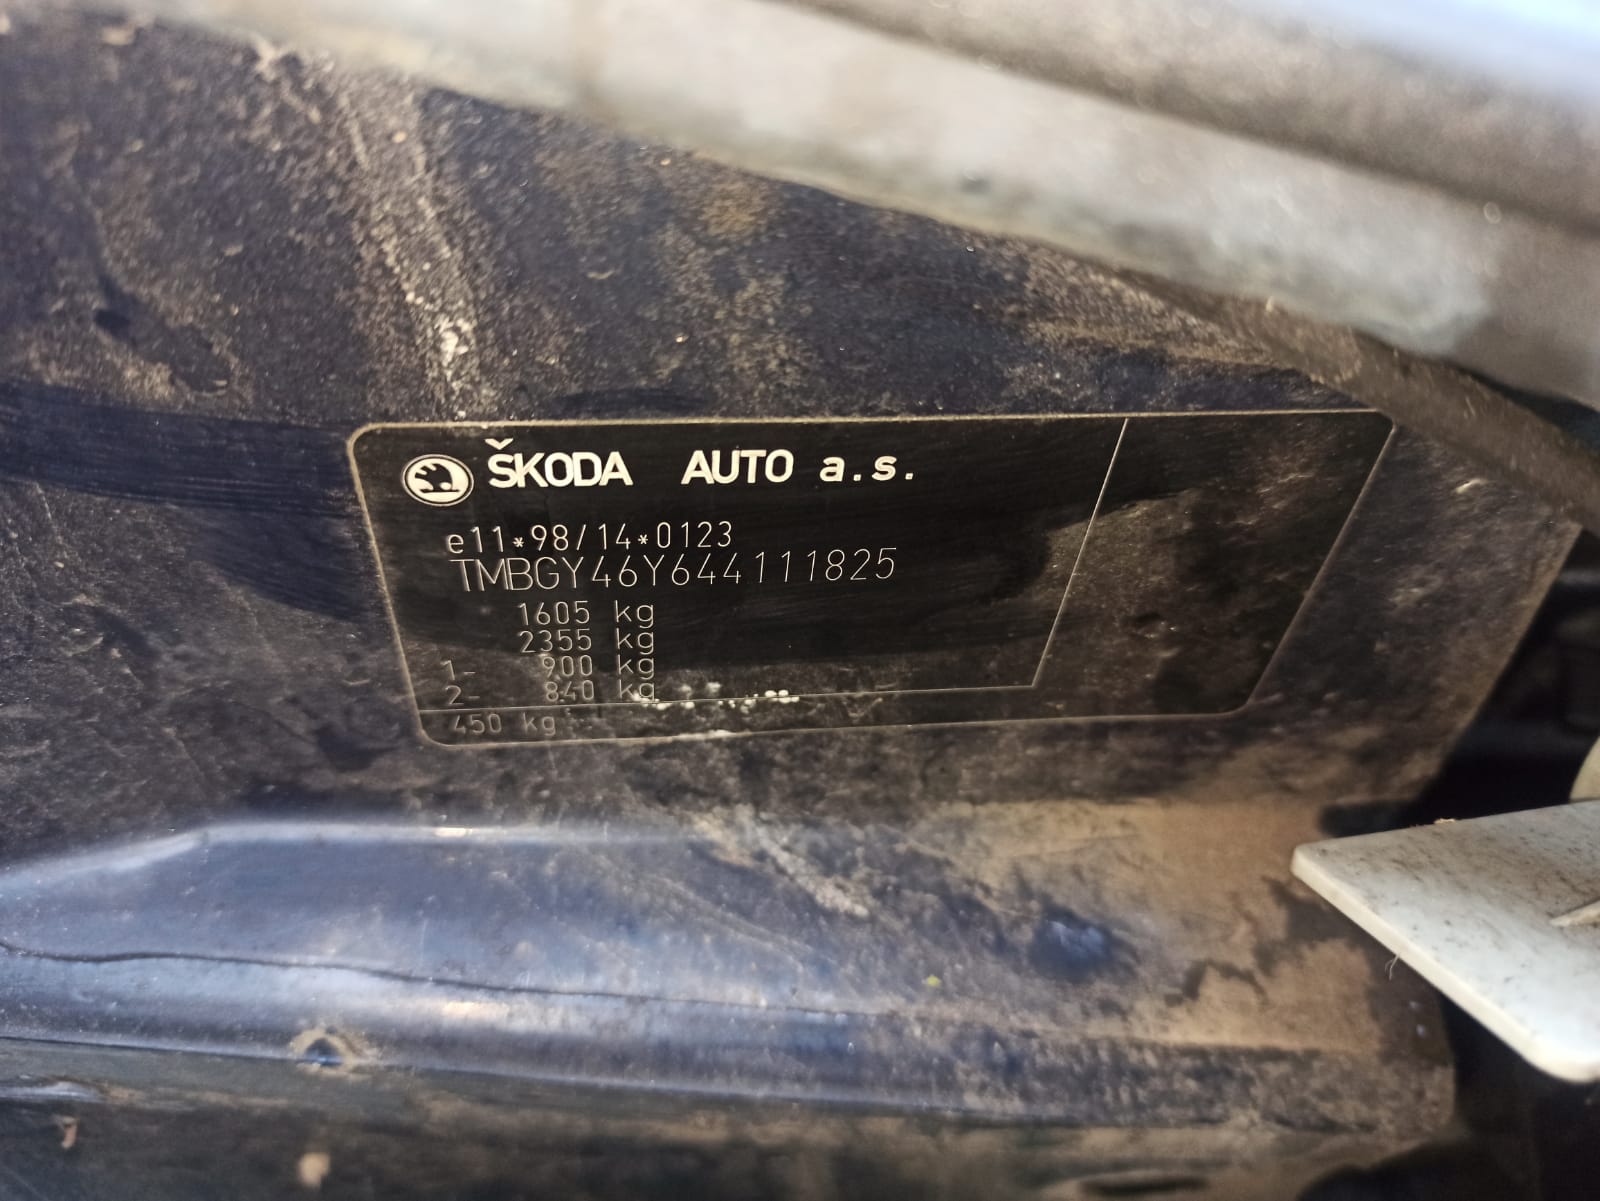 ŠKODA AUTO a.s.
e11*98/14*0123
TMBGY46Y644111825
1605 kg
2355 kg
1- 900 kg
2- 840 kg
450 kg